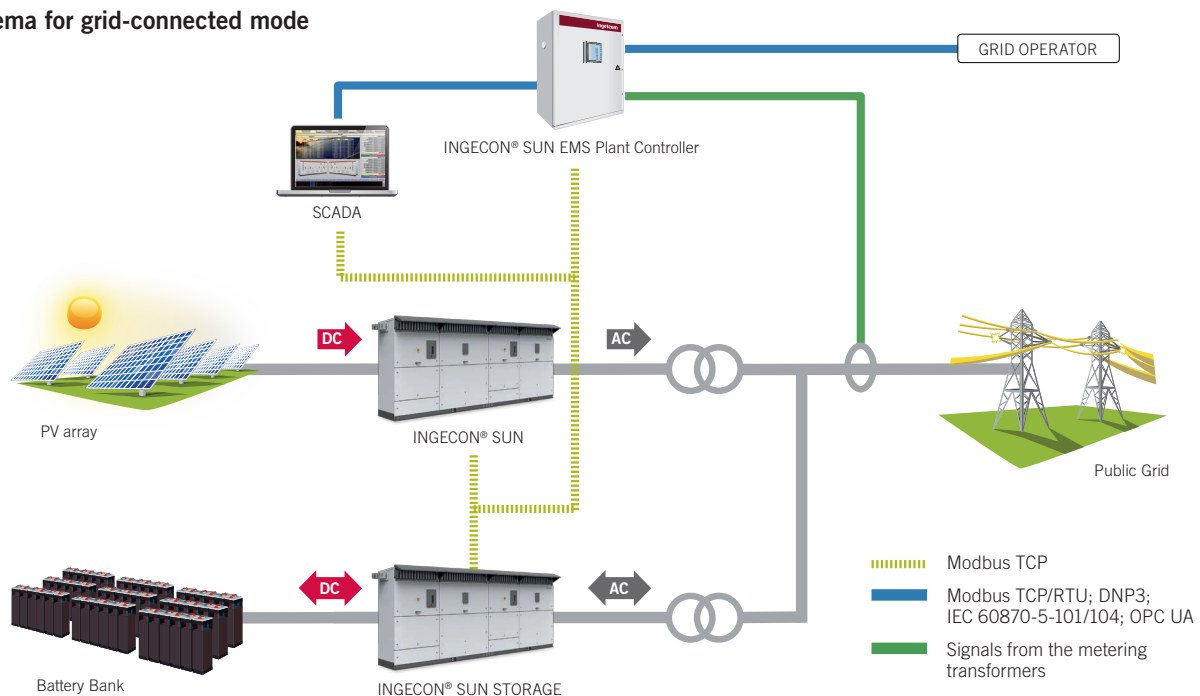 ema for grid-connected mode
Ingeteam
GRID OPERATOR
INGECON® SUN EMS Plant Controller
SCADA
DC
AC
PV array
INGECON® SUN
Public Grid
DC
AC
Battery Bank
INGECON® SUN STORAGE
Modbus TCP
Modbus TCP/RTU; DNP3;
IEC 60870-5-101/104; OPC UA
Signals from the metering
transformers